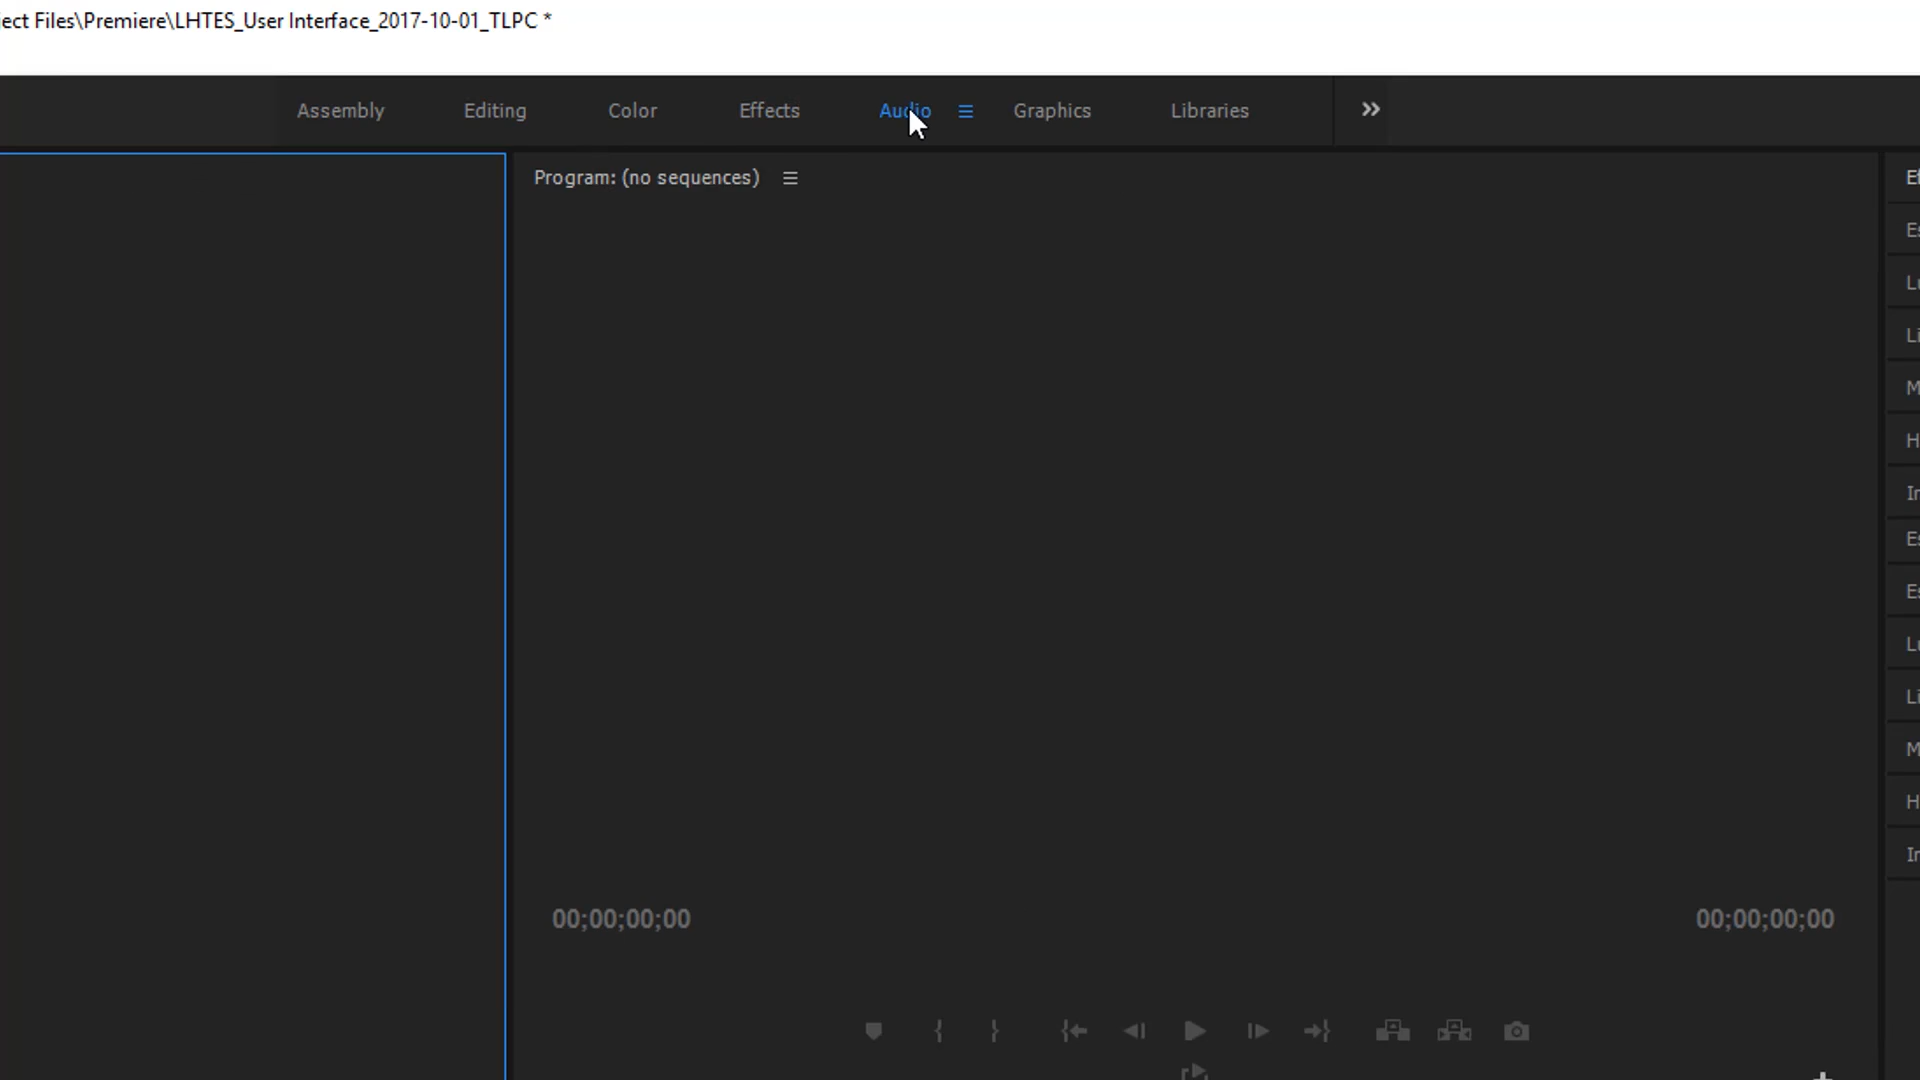 ect Files\Premiere\LHTES_User Interface_2017-10-01_TLPC *
Assembly Editing Color Effects Audio Graphics Libraries
Program: (no sequences)
00;00;00;00 00;00;00;00